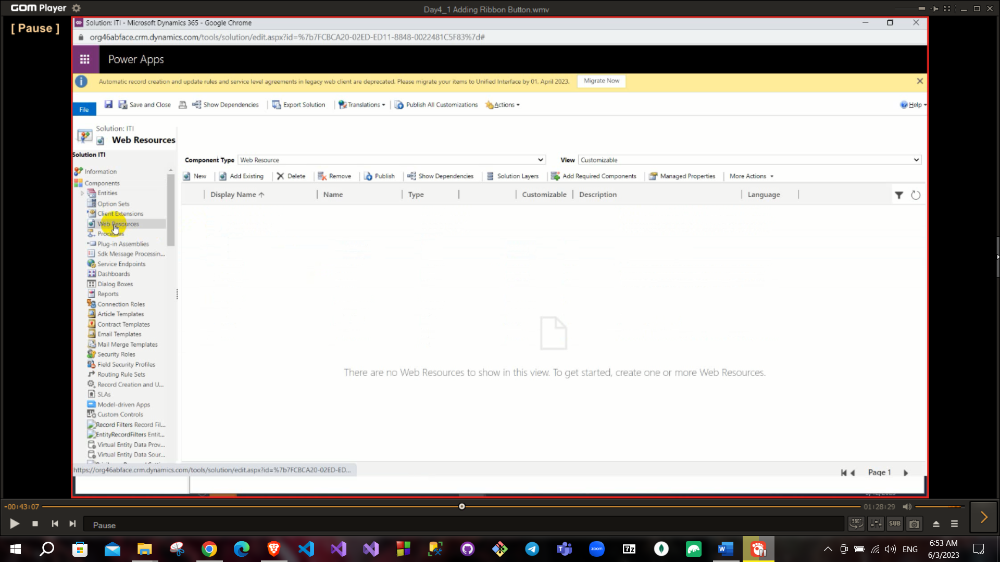 GOM Player
Day4_1 Adding Ribbon Button.wmv
[ Pause ]
Solution: ITI - Microsoft Dynamics 365 - Google Chrome
org46abface.crm.dynamics.com/tools/solution/edit.aspx?id=%7b7FCBCA20-02ED-ED11-8848-0022481C5F83%7d#
Power Apps
Automatic record creation and update rules and service level agreements in legacy web client are deprecated. Please migrate your items to Unified Interface by 01. April 2023.
Migrate Now
File
Save and Close
Show Dependencies
Export Solution
Translations
Publish All Customizations
Actions
Help
Solution: ITI
Web Resources
Solution ITI
Component Type
Web Resource
View
Customizable
Information
Components
Entities
Option Sets
Client Extensions
Web Resources
Processes
Plug-in Assemblies
Sdk Message Processin...
Service Endpoints
Dashboards
Dialog Boxes
Reports
Connection Roles
Article Templates
Contract Templates
Email Templates
Mail Merge Templates
Security Roles
Field Security Profiles
Routing Rule Sets
Record Creation and U...
SLAs
Model-driven Apps
Custom Controls
Record Filters Record Fil...
EntityRecordFilters Entit...
Virtual Entity Data Prov...
Virtual Entity Data Sour...
New
Add Existing
Delete
Remove
Publish
Show Dependencies
Solution Layers
Add Required Components
Managed Properties
More Actions
Display Name
Name
Type
Customizable
Description
Language
There are no Web Resources to show in this view. To get started, create one or more Web Resources.
https://org46abface.crm.dynamics.com/tools/solution/edit.aspx?id=%7b7FCBCA20-02ED-ED...
Page 1
-00:43:07
01:28:29
Pause
360°
SUB
zoom
7z
W
ENG
6:53 AM
6/3/2023